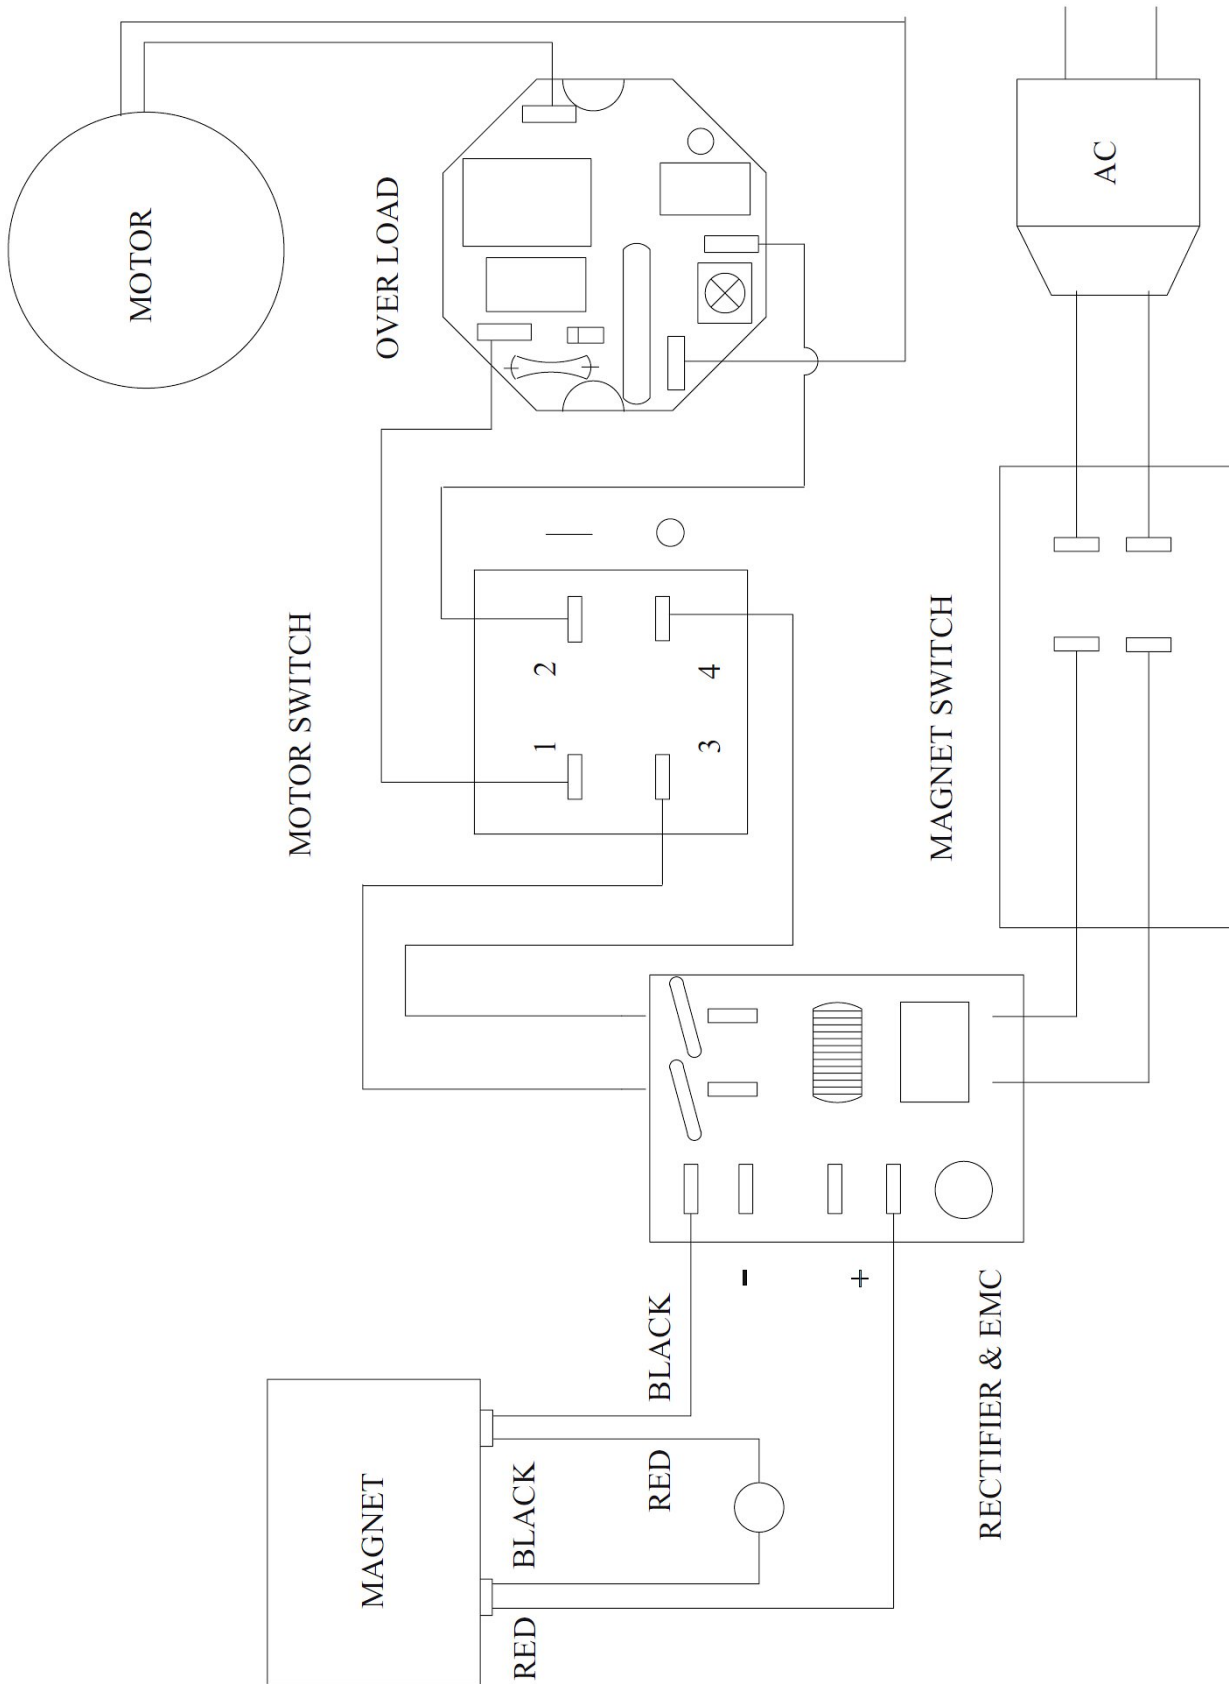 MOTOR
OVER LOAD
AC
MOTOR SWITCH
2
4
1
3
MAGNET SWITCH
MAGNET
BLACK
-
+
RED
BLACK
RED
RECTIFIER & EMC